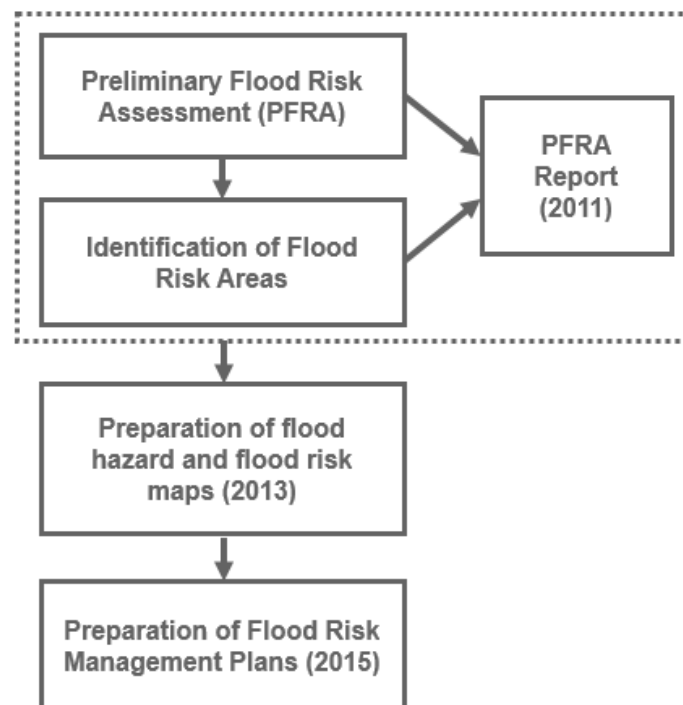 Preliminary Flood Risk
Assessment (PFRA)
PFRA
Report
(2011)
Identification of Flood
Risk Areas
Preparation of flood
hazard and flood risk
maps (2013)
Preparation of Flood Risk
Management Plans (2015)